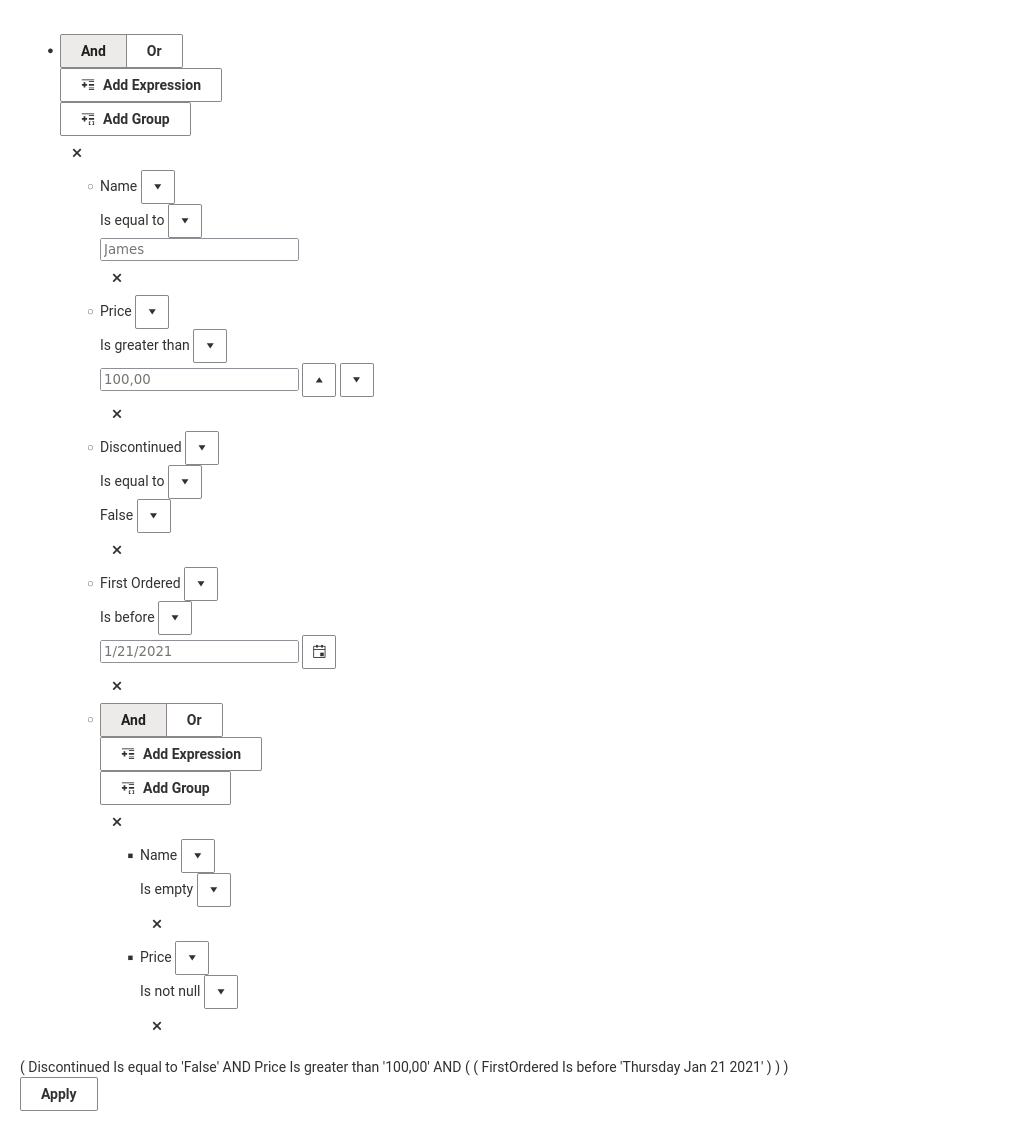 And Or
Add Expression
Add Group
Name
Is equal to
James
Price
Is greater than
100,00
Discontinued
Is equal to
False
First Ordered
Is before
1/21/2021
And Or
Add Expression
Add Group
Name
Is empty
Price
Is not null
( Discontinued Is equal to 'False' AND Price Is greater than '100,00' AND ( ( FirstOrdered Is before 'Thursday Jan 21 2021' ) ) )
Apply